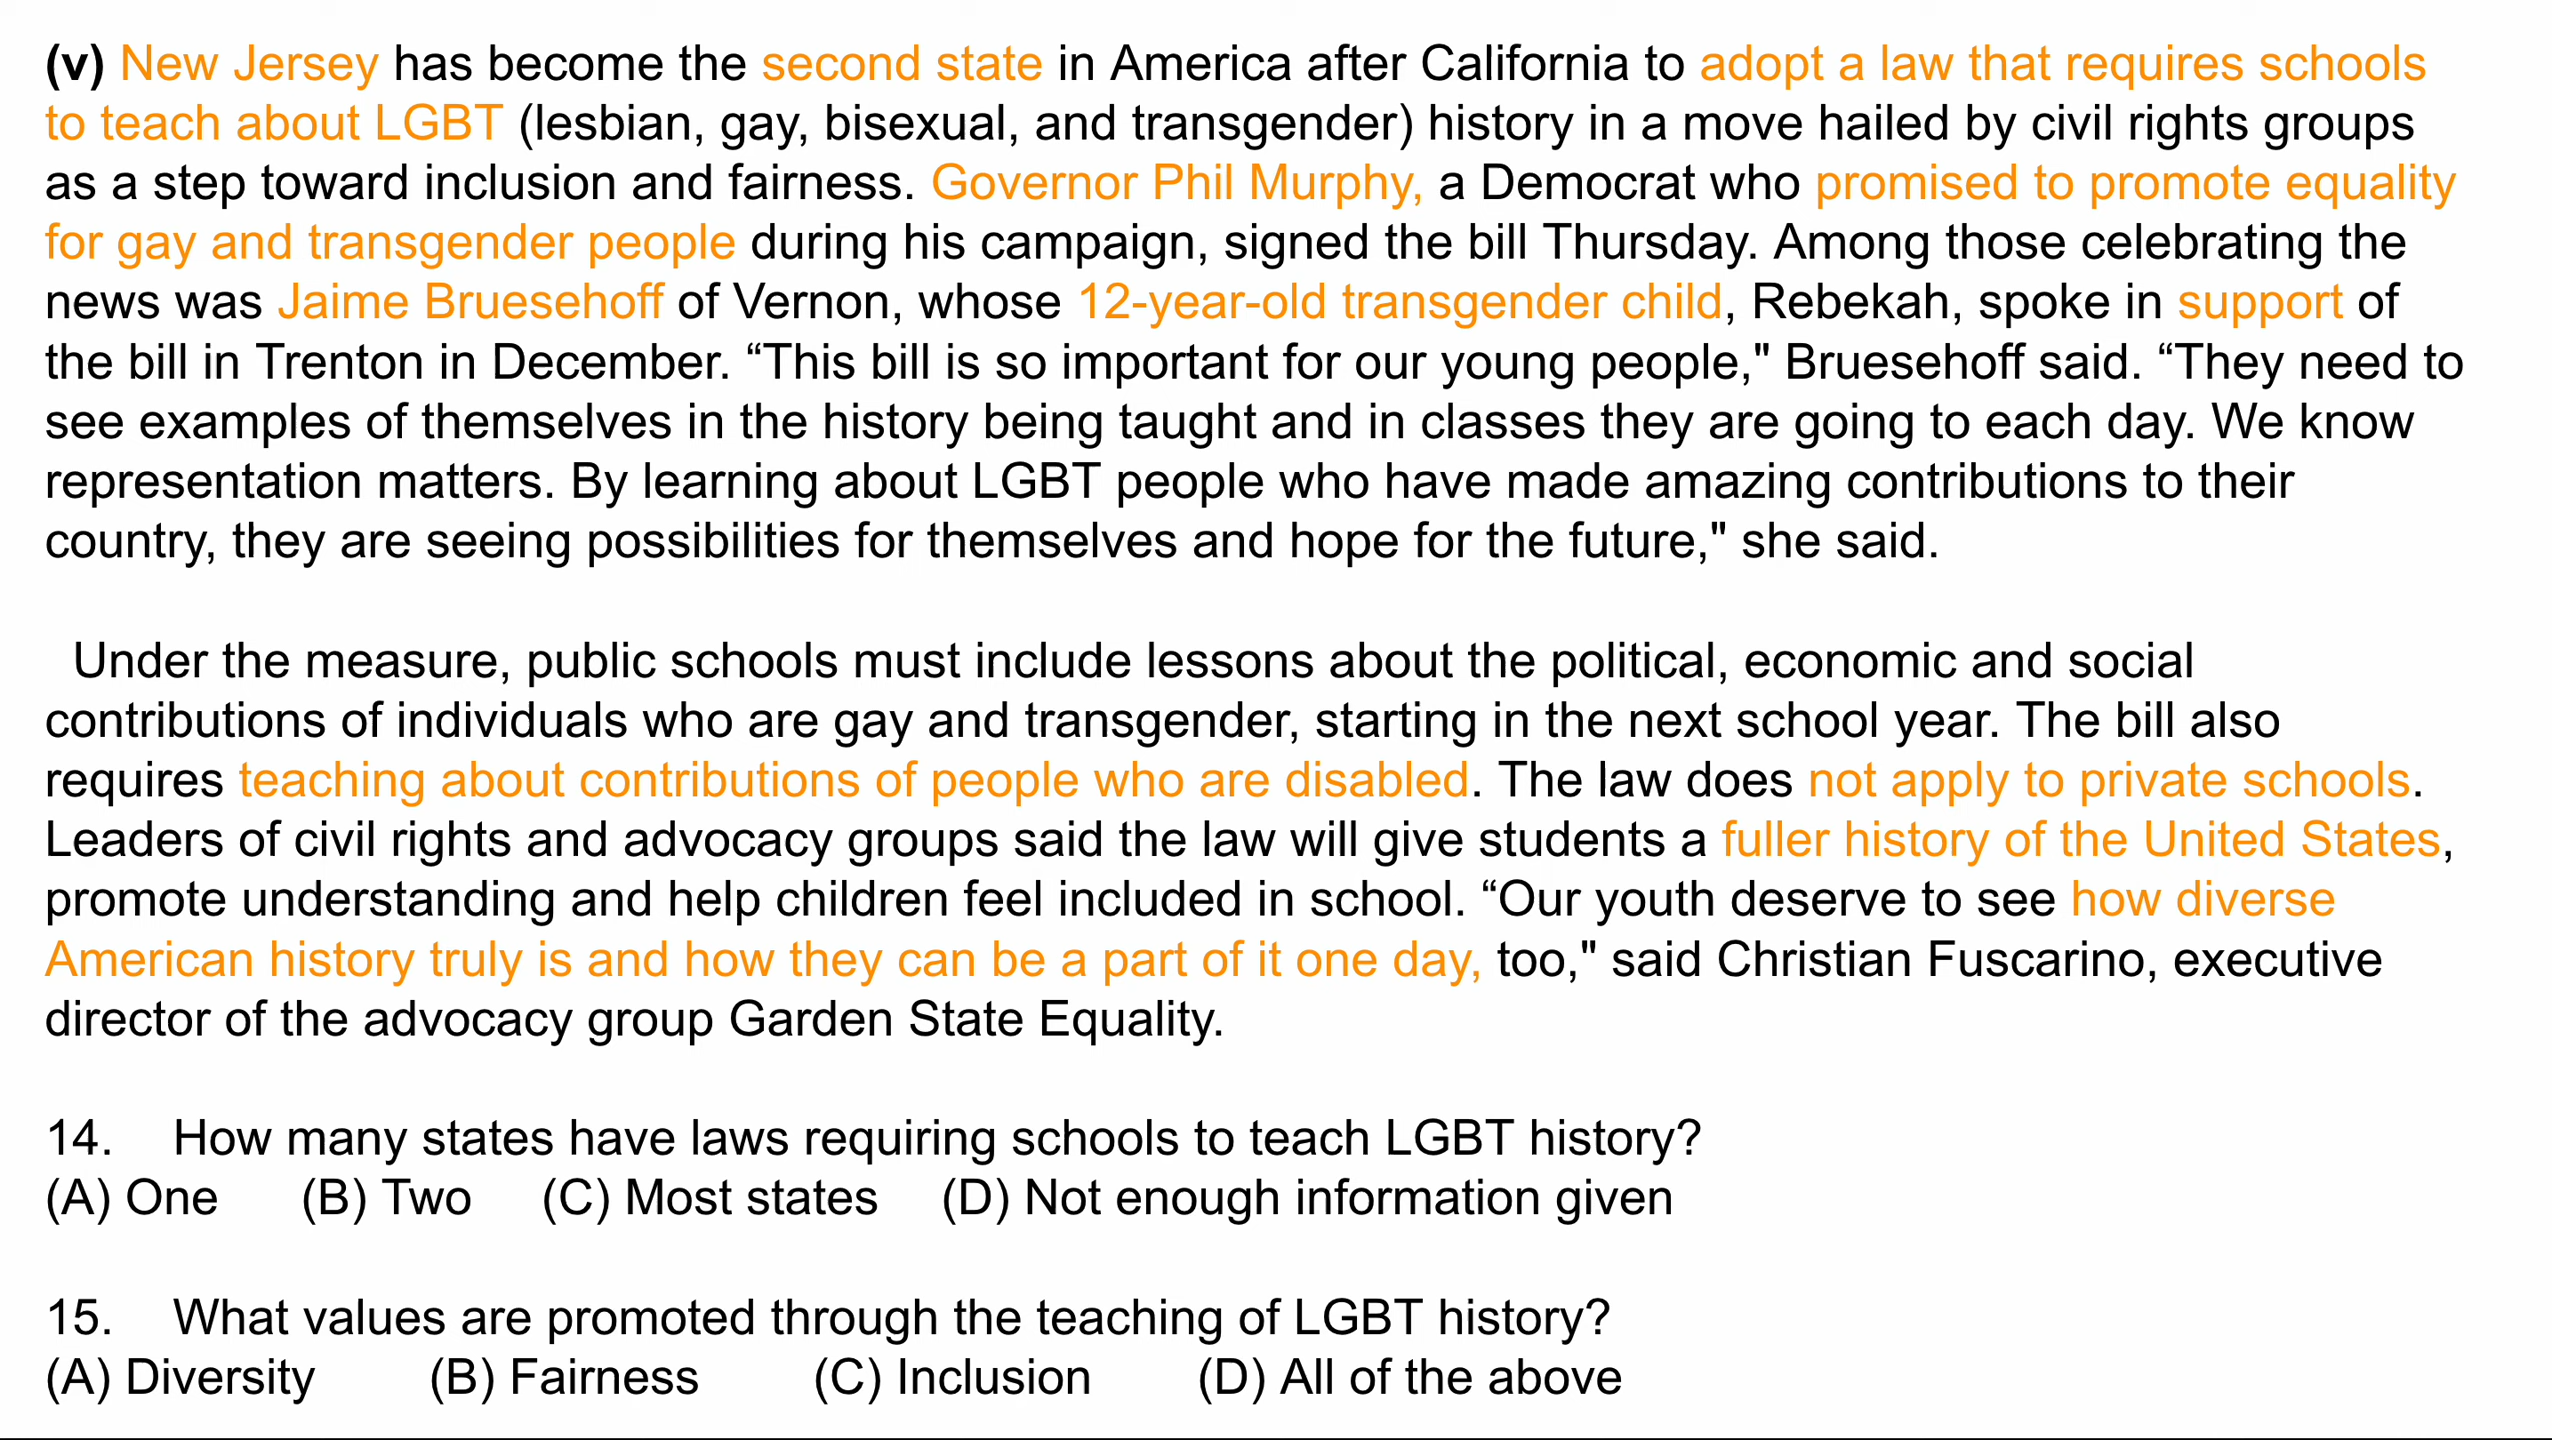 (v) New Jersey has become the second state in America after California to adopt a law that requires schools
to teach about LGBT (lesbian, gay, bisexual, and transgender) history in a move hailed by civil rights groups
as a step toward inclusion and fairness. Governor Phil Murphy, a Democrat who promised to promote equality
for gay and transgender people during his campaign, signed the bill Thursday. Among those celebrating the
news was Jaime Bruesehoff of Vernon, whose 12-year-old transgender child, Rebekah, spoke in support of
the bill in Trenton in December. “This bill is so important for our young people," Bruesehoff said. “They need to
see examples of themselves in the history being taught and in classes they are going to each day. We know
representation matters. By learning about LGBT people who have made amazing contributions to their
country, they are seeing possibilities for themselves and hope for the future," she said.
Under the measure, public schools must include lessons about the political, economic and social
contributions of individuals who are gay and transgender, starting in the next school year. The bill also
requires teaching about contributions of people who are disabled. The law does not apply to private schools.
Leaders of civil rights and advocacy groups said the law will give students a fuller history of the United States,
promote understanding and help children feel included in school. “Our youth deserve to see how diverse
American history truly is and how they can be a part of it one day, too," said Christian Fuscarino, executive
director of the advocacy group Garden State Equality.
14. How many states have laws requiring schools to teach LGBT history?
(A) One (B) Two (C) Most states (D) Not enough information given
15. What values are promoted through the teaching of LGBT history?
(A) Diversity (B) Fairness (C) Inclusion (D) All of the above